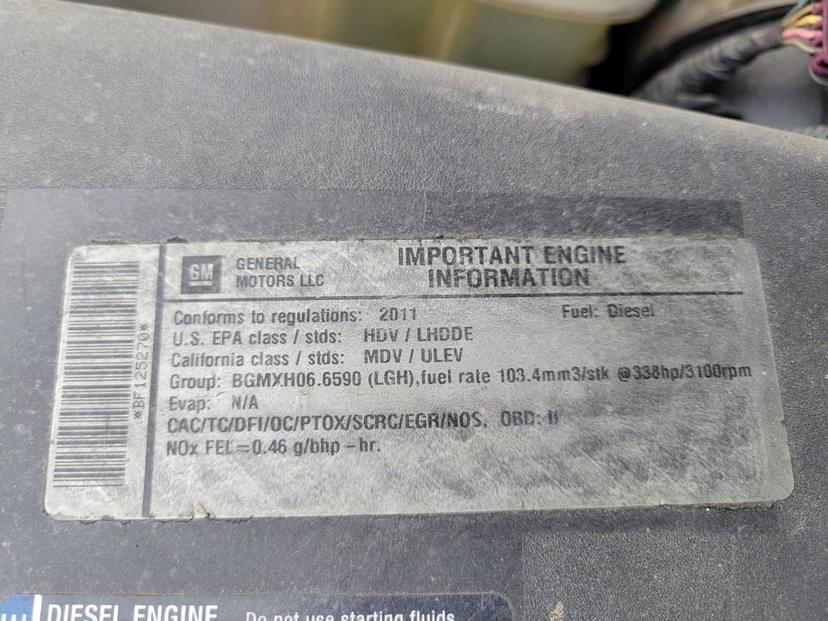 GM GENERAL MOTORS LLC
IMPORTANT ENGINE
INFORMATION
Conforms to regulations: 2011 Fuel: Diesel
U.S. EPA class / stds: HDV / LHDDE
California class / stds: MDV / ULEV
Group: BGMXH06.6590 (LGH),fuel rate 103.4mm3/stk @338hp/3100rpm
Evap: N/A
CAC/TC/DFI/OC/PTOX/SCRC/EGR/NOS. OBD: II
NOx FEL=0.46 g/bhp-hr.
*BF125270*
DIESEL ENGINE Do not use starting fluids